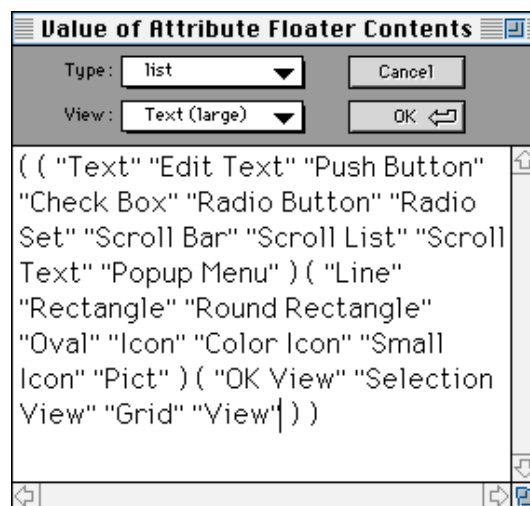 Value of Attribute Floater Contents
Type: list
Cancel
View: Text (large)
OK
( ( "Text" "Edit Text" "Push Button"
"Check Box" "Radio Button" "Radio
Set" "Scroll Bar" "Scroll List" "Scroll
Text" "Popup Menu" ) ( "Line"
"Rectangle" "Round Rectangle"
"Oval" "Icon" "Color Icon" "Small
Icon" "Pict" ) ( "OK View" "Selection
View" "Grid" "View" ) )